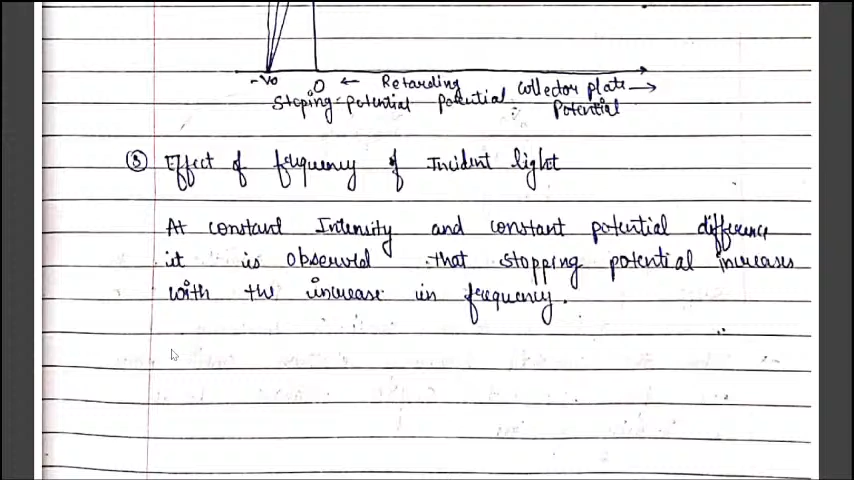 -Vo 0 ← Retarding collector plate →
Stoping-potential potential potential
③ Effect of frequency of Incident light
At constant Intensity and constant potential difference
it is observed that stopping potential increases
with the increase in frequency.